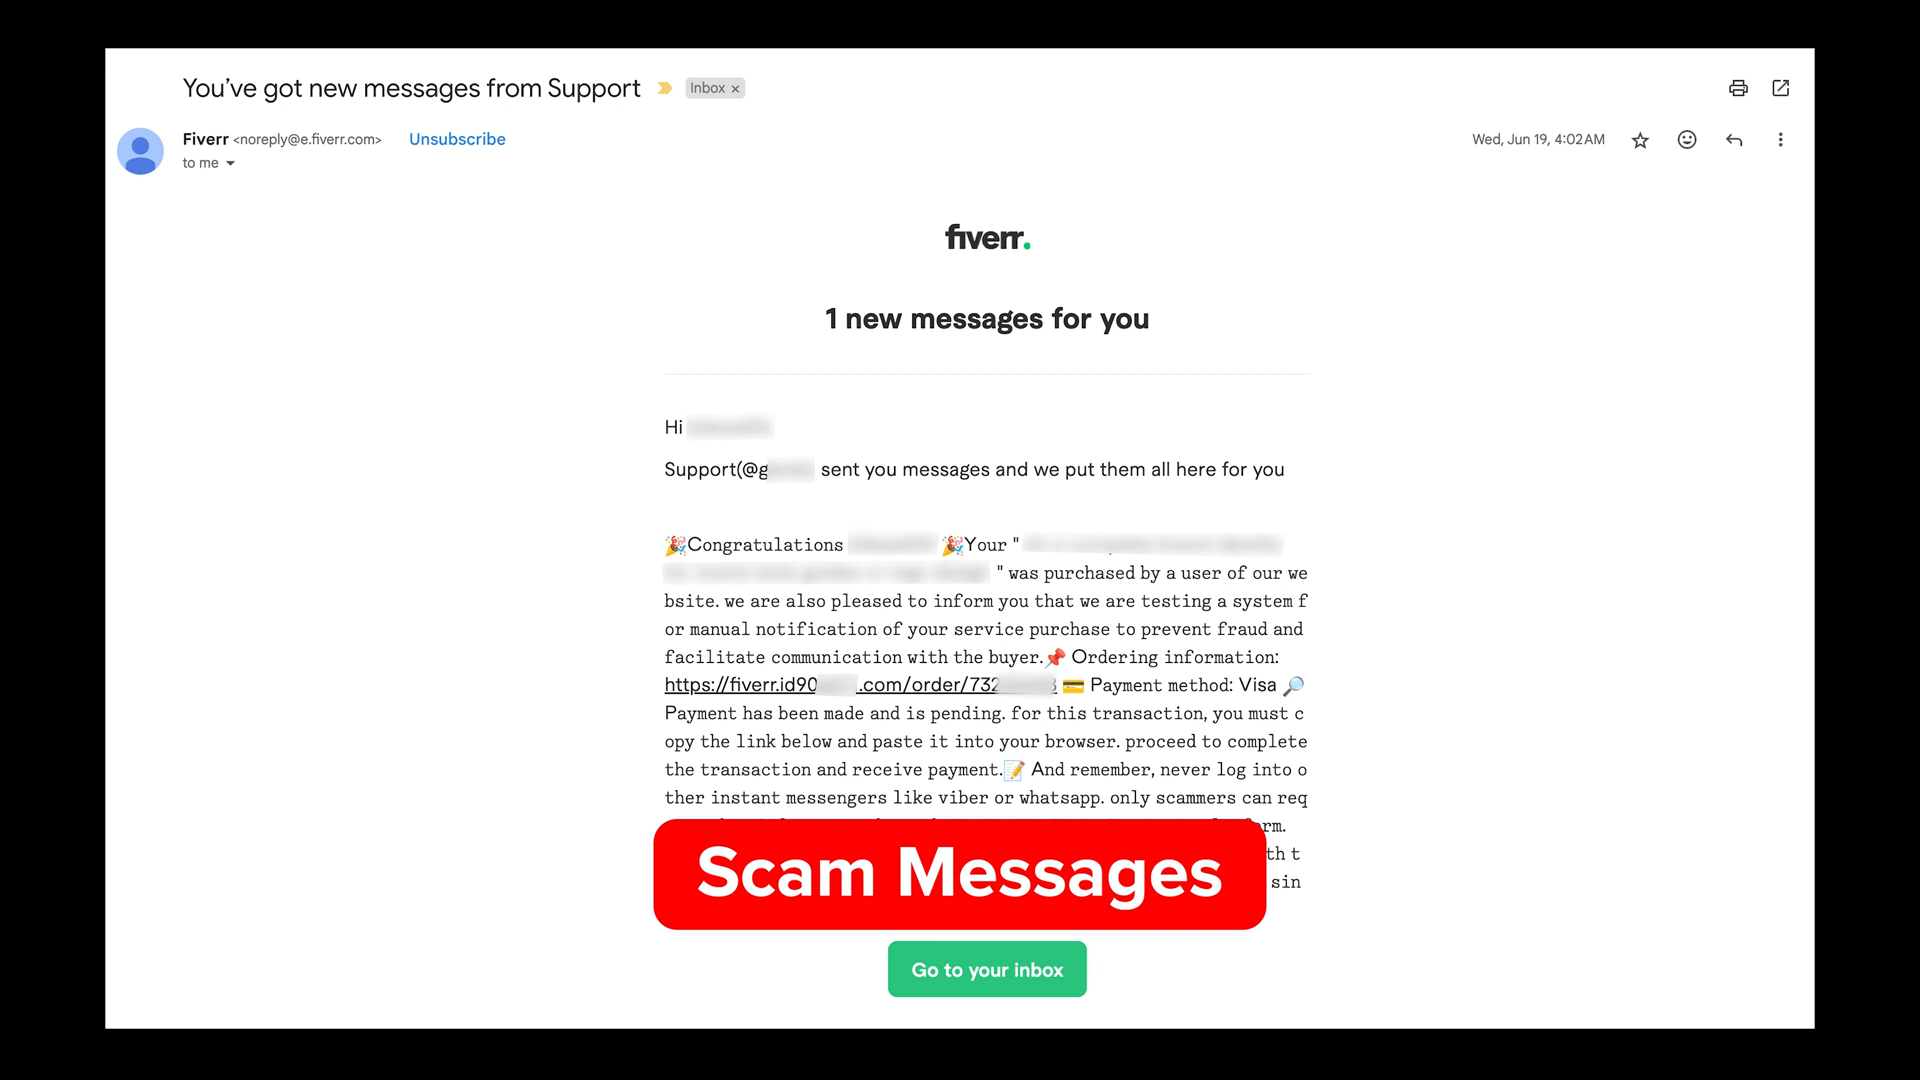 You've got new messages from Support
Inbox ×
Fiverr <noreply@e.fiverr.com> Unsubscribe
Wed, Jun 19, 4:02 AM
to me
fiverr.
1 new messages for you
Hi
Support(@g sent you messages and we put them all here for you
🎉Congratulations 🎉Your "
" was purchased by a user of our we
bsite. we are also pleased to inform you that we are testing a system f
or manual notification of your service purchase to prevent fraud and
facilitate communication with the buyer.📌 Ordering information:
https://fiverr.id90 .com/order/732 💳 Payment method: Visa 🔎
Payment has been made and is pending. for this transaction, you must c
opy the link below and paste it into your browser. proceed to complete
the transaction and receive payment.📝 And remember, never log into o
ther instant messengers like viber or whatsapp. only scammers can req
orm.
th t
sin
Scam Messages
Go to your inbox